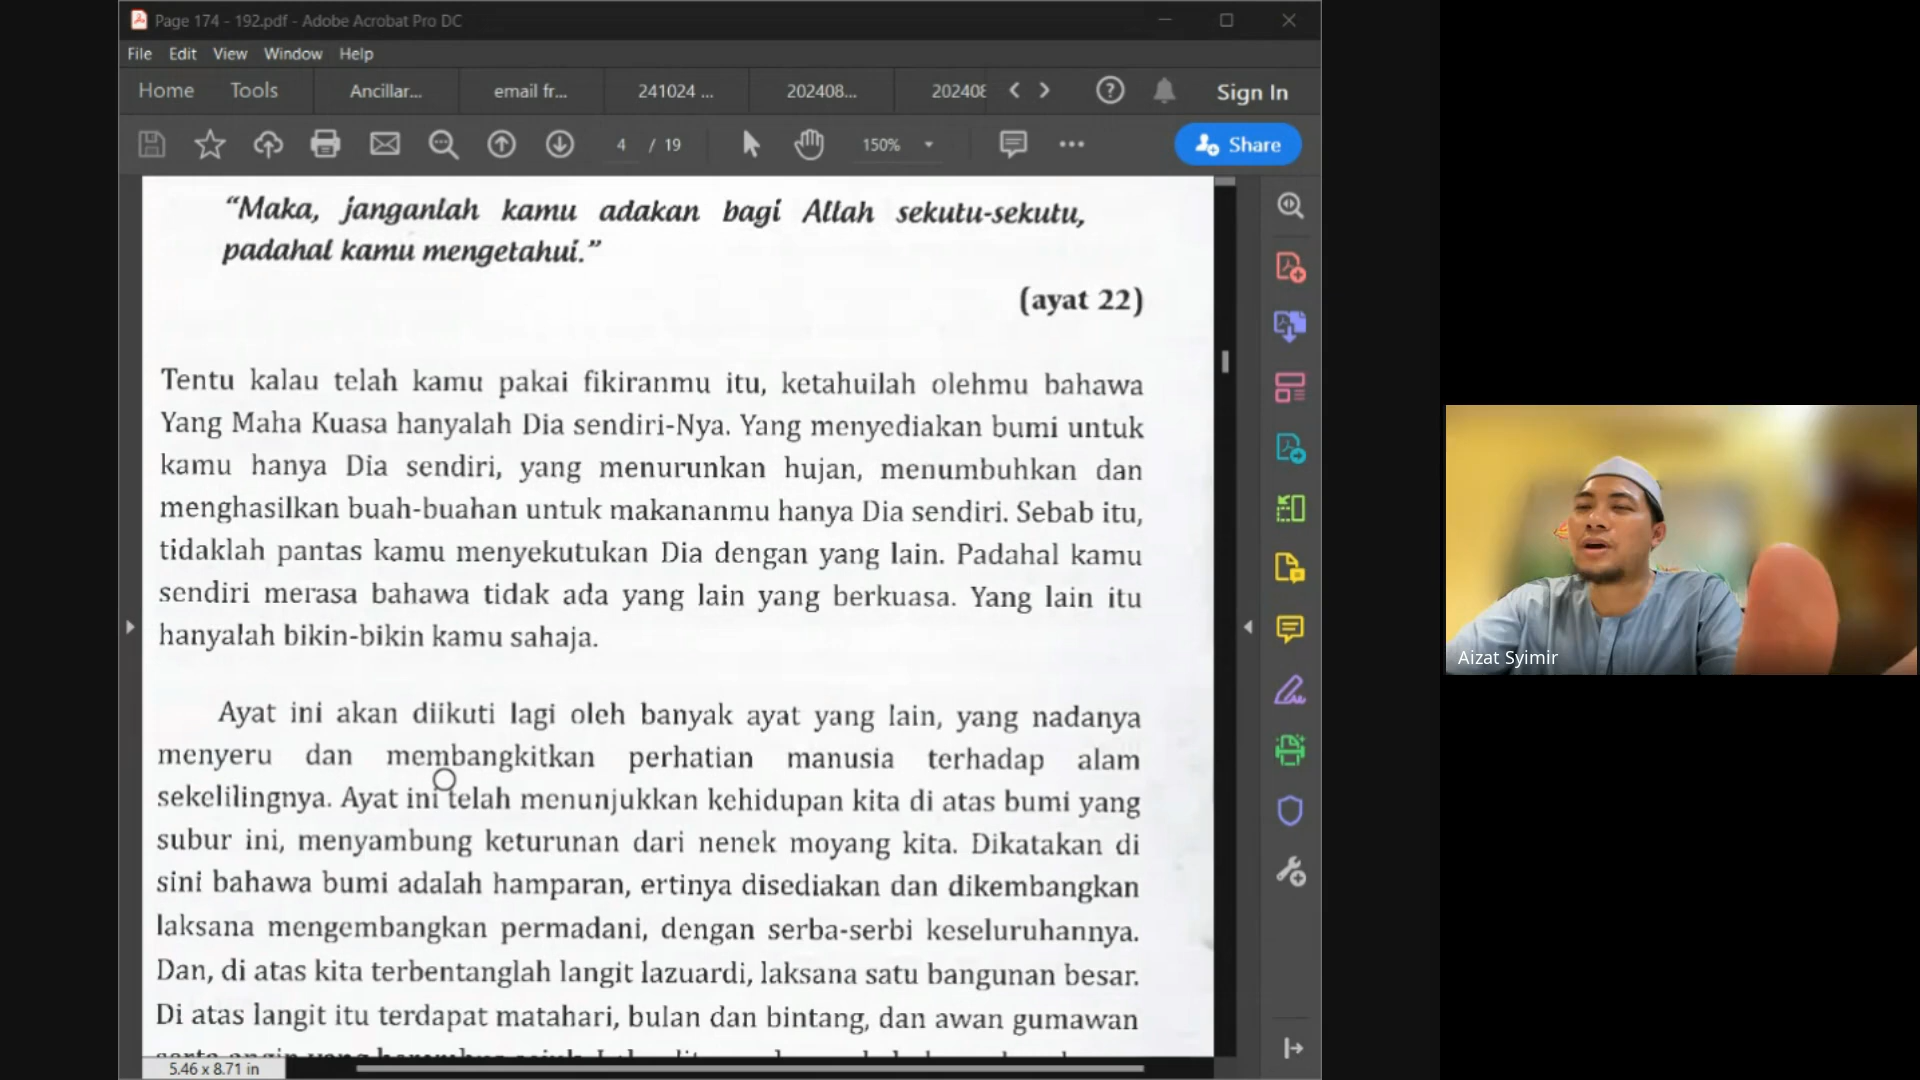 Page 174 - 192.pdf - Adobe Acrobat Pro DC
File Edit View Window Help
Home Tools Ancillar... email fr... 241024 ... 202408... 202408 Sign In
4 / 19 150% Share
“Maka, janganlah kamu adakan bagi Allah sekutu-sekutu,
padahal kamu mengetahui.”
(ayat 22)
Tentu kalau telah kamu pakai fikiranmu itu, ketahuilah olehmu bahawa
Yang Maha Kuasa hanyalah Dia sendiri-Nya. Yang menyediakan bumi untuk
kamu hanya Dia sendiri, yang menurunkan hujan, menumbuhkan dan
menghasilkan buah-buahan untuk makananmu hanya Dia sendiri. Sebab itu,
tidaklah pantas kamu menyekutukan Dia dengan yang lain. Padahal kamu
sendiri merasa bahawa tidak ada yang lain yang berkuasa. Yang lain itu
hanyalah bikin-bikin kamu sahaja.
Ayat ini akan diikuti lagi oleh banyak ayat yang lain, yang nadanya
menyeru dan membangkitkan perhatian manusia terhadap alam
sekelilingnya. Ayat ini telah menunjukkan kehidupan kita di atas bumi yang
subur ini, menyambung keturunan dari nenek moyang kita. Dikatakan di
sini bahawa bumi adalah hamparan, ertinya disediakan dan dikembangkan
laksana mengembangkan permadani, dengan serba-serbi keseluruhannya.
Dan, di atas kita terbentanglah langit lazuardi, laksana satu bangunan besar.
Di atas langit itu terdapat matahari, bulan dan bintang, dan awan gumawan
5.46 x 8.71 in
Aizat Syimir